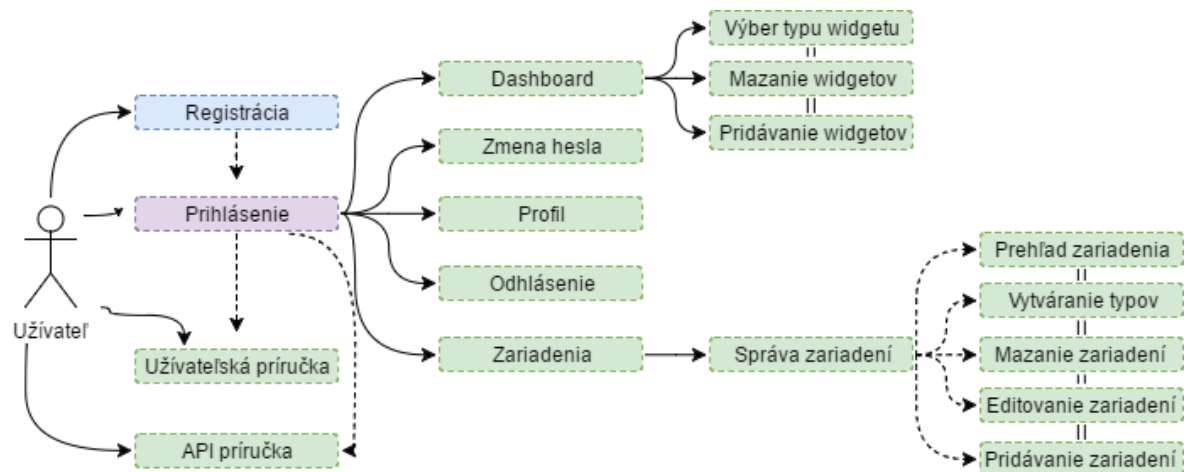 Výber typu widgetu
Dashboard
Mazanie widgetov
Registrácia
Pridávanie widgetov
Zmena hesla
Prihlásenie
Profil
Prehľad zariadenia
Odhlásenie
Vytváranie typov
Užívateľ
Užívateľská príručka
Zariadenia
Správa zariadení
Mazanie zariadení
Editovanie zariadení
API príručka
Pridávanie zariadení